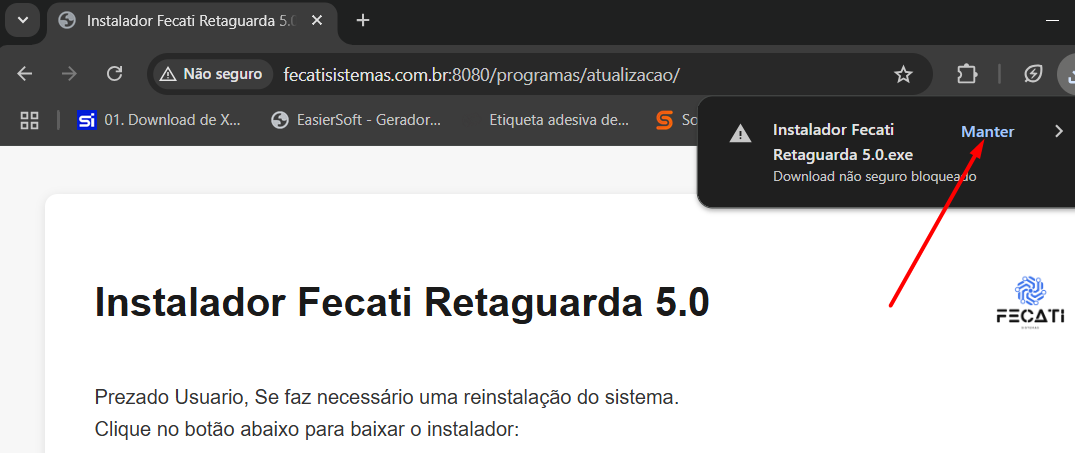 Instalador Fecati Retaguarda 5.0
Não seguro
fecatisistemas.com.br:8080/programas/atualizacao/
01. Download de X...
EasierSoft - Gerador...
Etiqueta adesiva de...
Instalador Fecati
Retaguarda 5.0.exe
Manter
Download não seguro bloqueado
Instalador Fecati Retaguarda 5.0
FECATI
SISTEMAS
Prezado Usuario, Se faz necessário uma reinstalação do sistema.
Clique no botão abaixo para baixar o instalador: